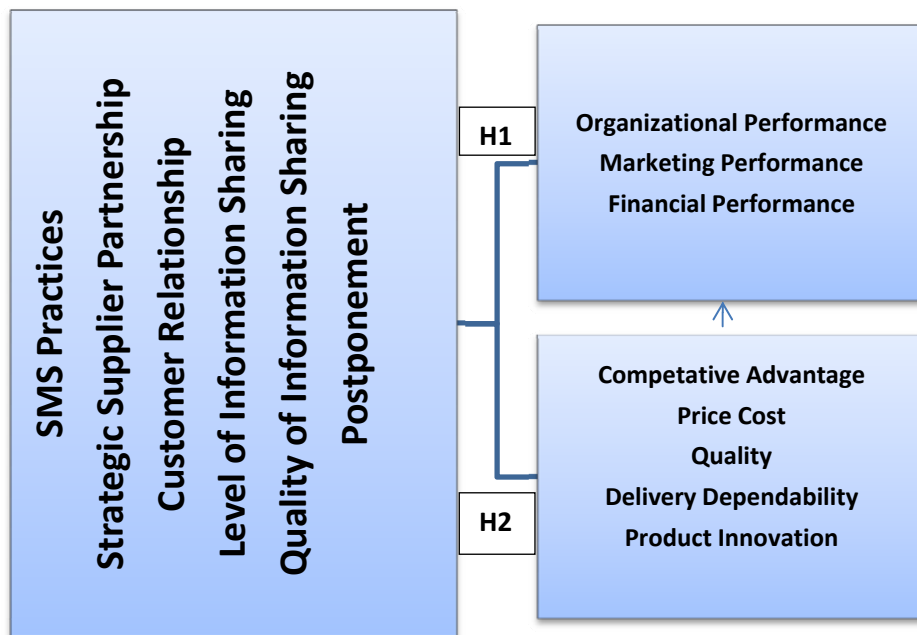 SMS Practices
Strategic Supplier Partnership
Customer Relationship
Level of Information Sharing
Quality of Information Sharing
Postponement
H1
Organizational Performance
Marketing Performance
Financial Performance
H2
Competative Advantage
Price Cost
Quality
Delivery Dependability
Product Innovation